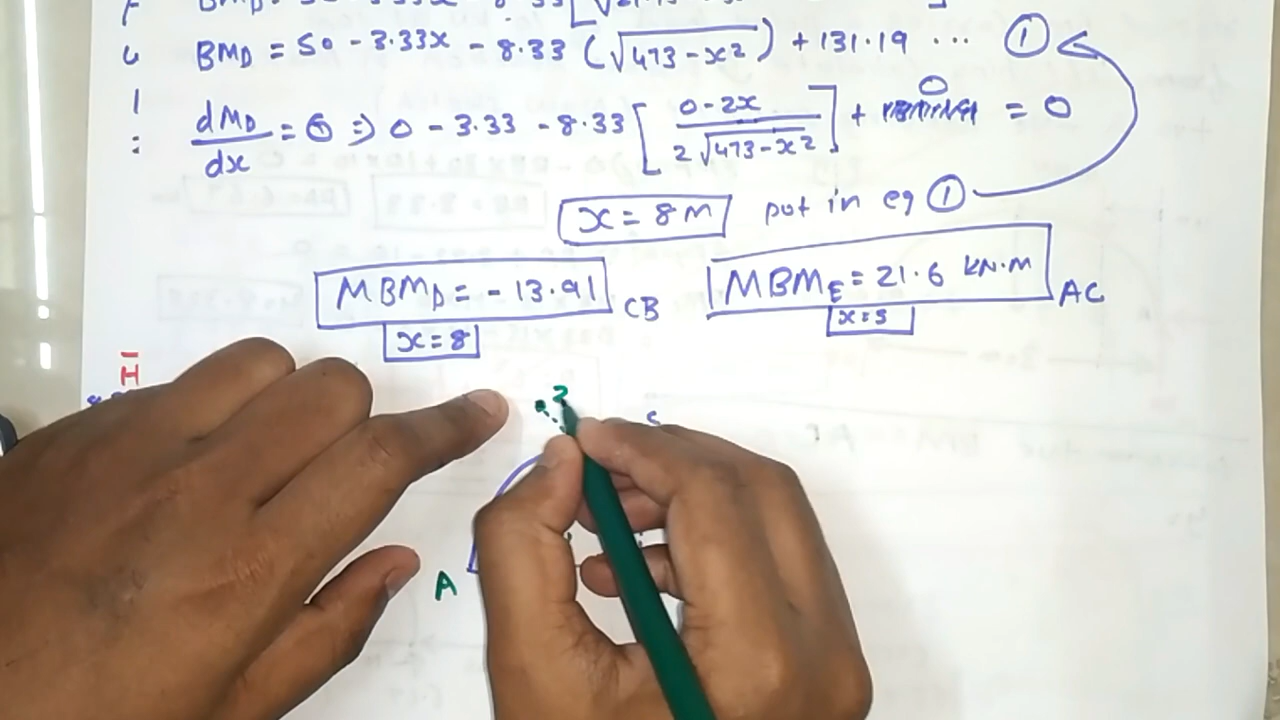 BMD = 50 - 3.33x - 8.33 (√473-x²) + 131.19 ... ①
dMD/dx = 0 => 0 - 3.33 - 8.33 [ 0-2x / 2√473-x² ] + 0 = 0
x = 8m put in eq ①
MBMD = -13.91 CB MBME = 21.6 KN.M AC
x = 8 x = 5
H
A